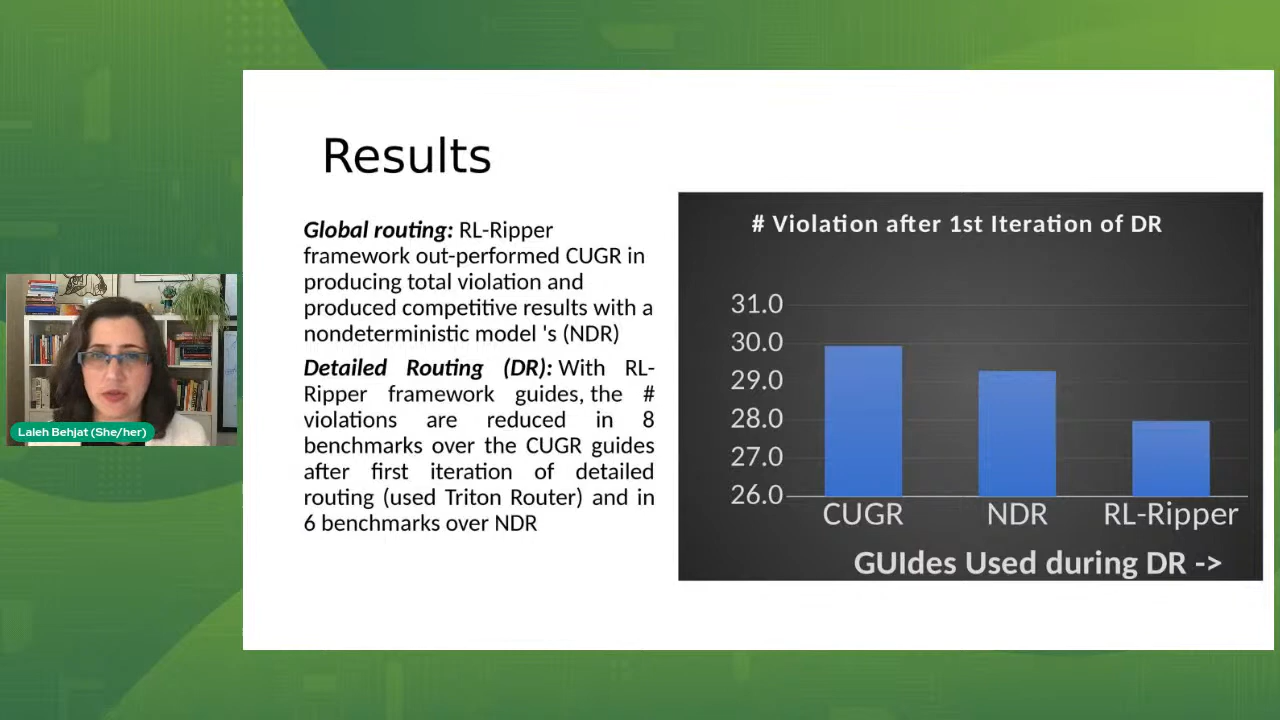 Results
Global routing: RL-Ripper
framework out-performed CUGR in
producing total violation and
produced competitive results with a
nondeterministic model 's (NDR)
Detailed Routing (DR): With RL-
Ripper framework guides, the #
violations are reduced in 8
benchmarks over the CUGR guides
after first iteration of detailed
routing (used Triton Router) and in
6 benchmarks over NDR
# Violation after 1st Iteration of DR
31.0
30.0
29.0
28.0
27.0
26.0
CUGR NDR RL-Ripper
GUIdes Used during DR ->
Laleh Behjat (She/her)